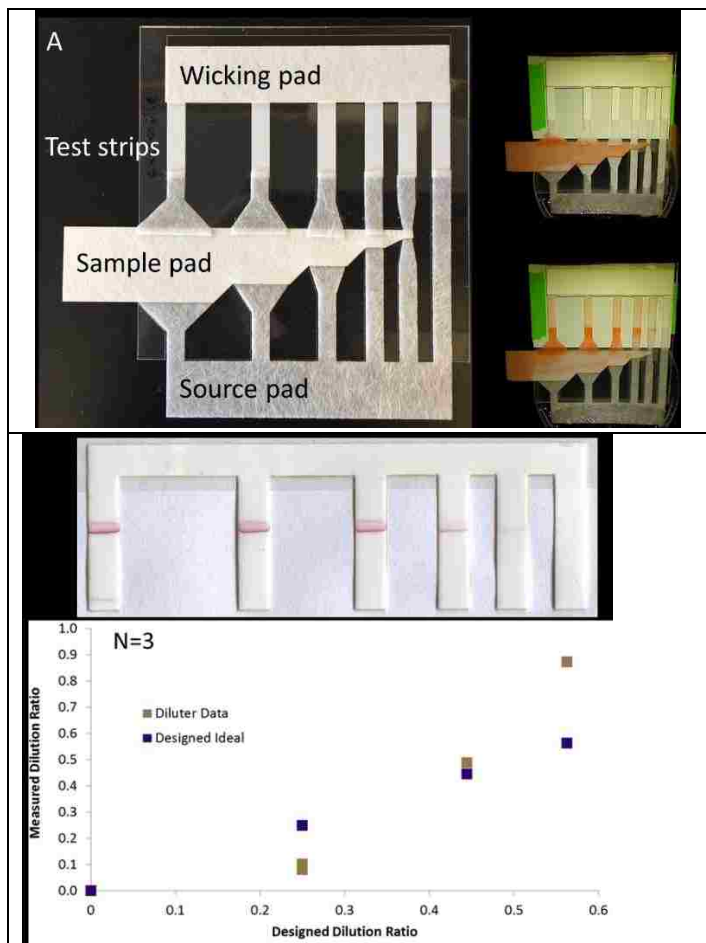 A
Wicking pad
Test strips
Sample pad
Source pad
N=3
1.0
0.9
0.8
0.7
0.6
0.5
0.4
0.3
0.2
0.1
0.0
Measured Dilution Ratio
Diluter Data
Designed Ideal
0 0.1 0.2 0.3 0.4 0.5 0.6
Designed Dilution Ratio